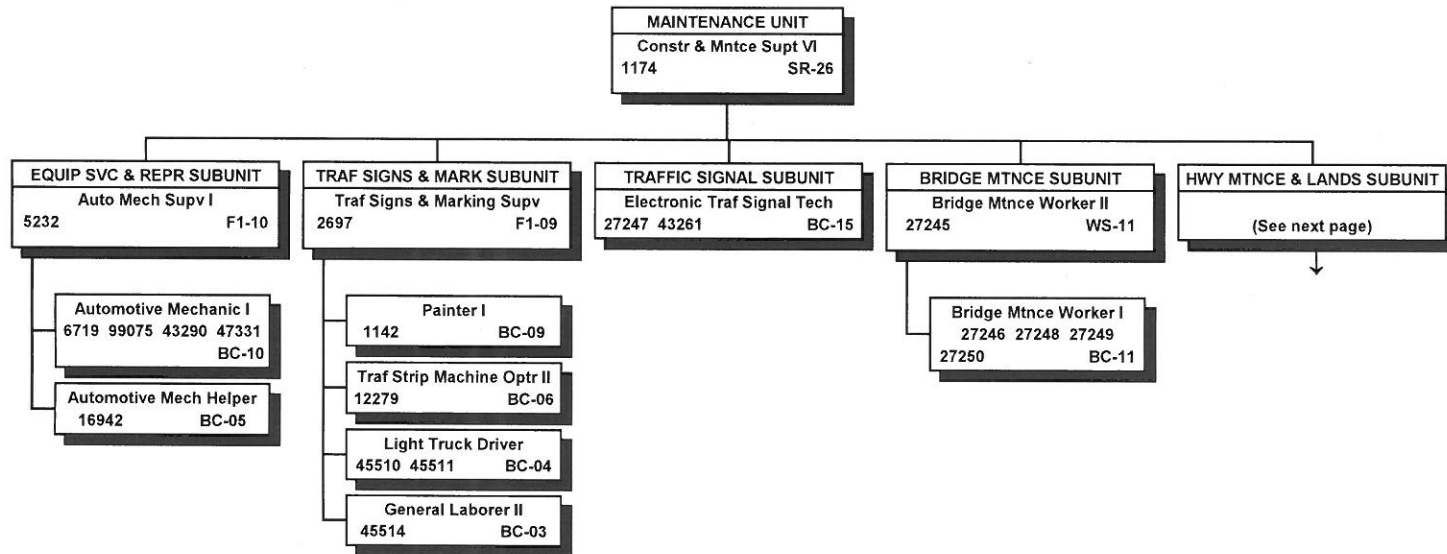 MAINTENANCE UNIT
Constr & Mntce Supt VI
1174 SR-26
EQUIP SVC & REPR SUBUNIT
Auto Mech Supv I
5232 F1-10
Automotive Mechanic I
6719 99075 43290 47331
BC-10
Automotive Mech Helper
16942 BC-05
TRAF SIGNS & MARK SUBUNIT
Traf Signs & Marking Supv
2697 F1-09
Painter I
1142 BC-09
Traf Strip Machine Optr II
12279 BC-06
Light Truck Driver
45510 45511 BC-04
General Laborer II
45514 BC-03
TRAFFIC SIGNAL SUBUNIT
Electronic Traf Signal Tech
27247 43261 BC-15
BRIDGE MTNCE SUBUNIT
Bridge Mtnce Worker II
27245 WS-11
Bridge Mtnce Worker I
27246 27248 27249
27250 BC-11
HWY MTNCE & LANDS SUBUNIT
(See next page)